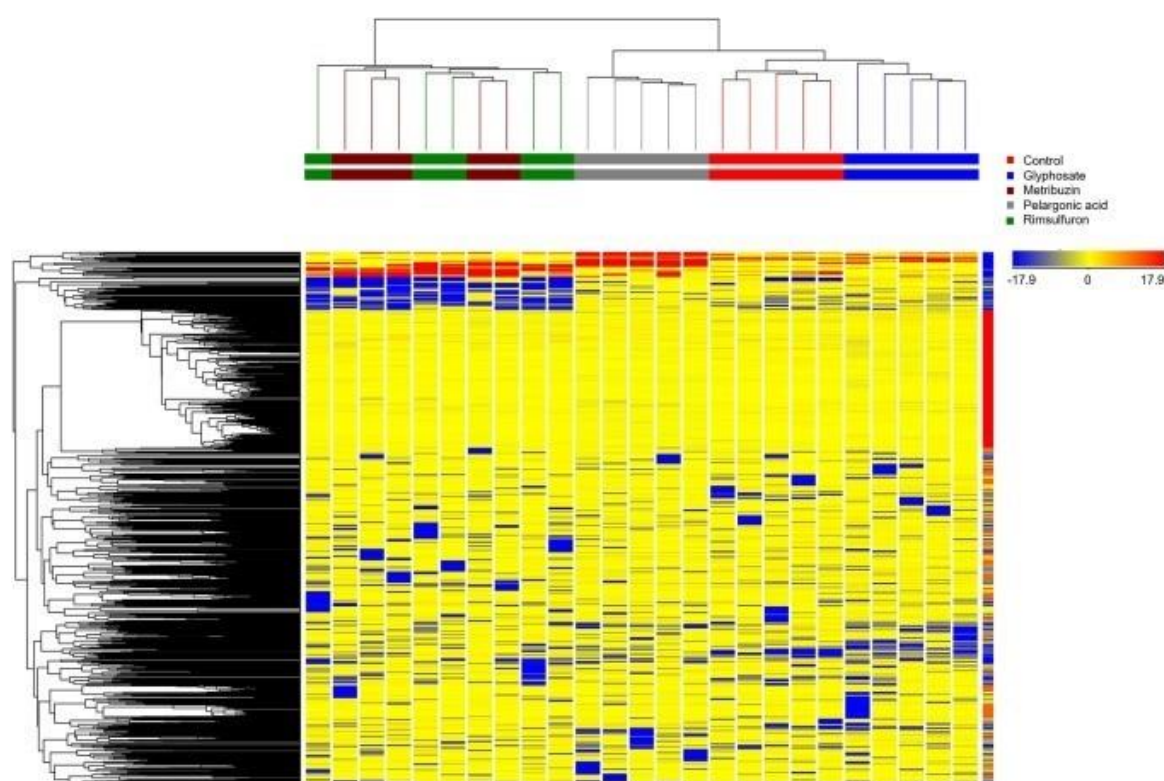 Control
Glyphosate
Metribuzin
Pelargonic acid
Rimsulfuron
-17.9 0 17.9